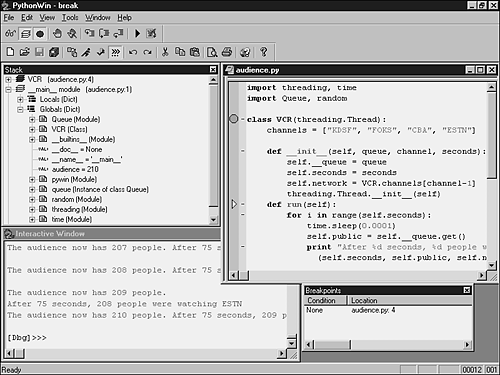 PythonWin - break
File Edit View Tools Window Help
Stack
VCR (audience.py:4)
__main__ module (audience.py:1)
Locals (Dict)
Globals (Dict)
Queue (Module)
VCR (Class)
__builtins__ (Module)
__doc__ = None
__name__ = '__main__'
audience = 210
pywin (Module)
queue (Instance of class Queue)
random (Module)
threading (Module)
time (Module)
audience.py
import threading, time
import Queue, random
class VCR(threading.Thread):
channels = ["KDSF", "FOKS", "CBA", "ESTN"]
def __init__(self, queue, channel, seconds):
self.__queue = queue
self.seconds = seconds
self.network = VCR.channels[channel-1]
threading.Thread.__init__(self)
def run(self):
for i in range(self.seconds):
time.sleep(0.0001)
self.public = self.__queue.get()
print "After %d seconds, %d people w
(self.seconds, self.public, self.n
Interactive Window
The audience now has 207 people. After 75 s
The audience now has 208 people. After 75 s
The audience now has 209 people.
After 75 seconds, 208 people were watching ESTN
The audience now has 210 people. After 75 seconds, 209 p
[Dbg]>>>
Breakpoints
Condition Location
None audience.py: 4
Ready
00012 001